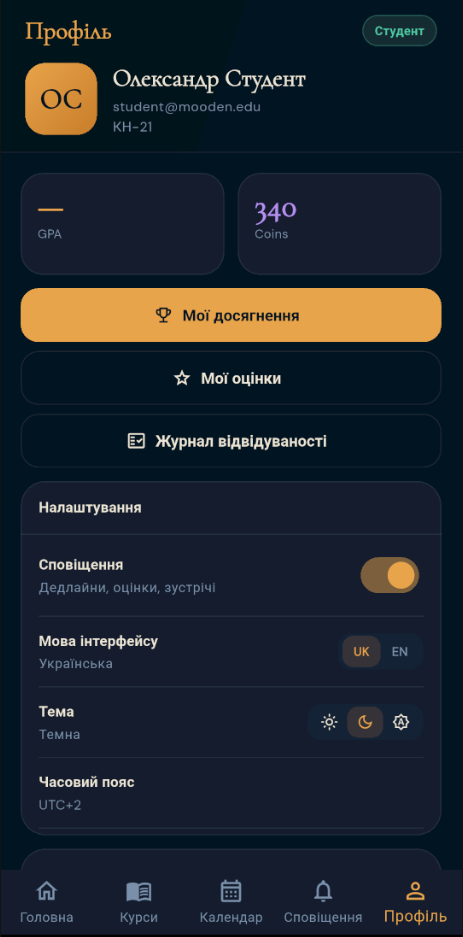 Профіль
Студент
ОС
Олександр Студент
student@mooden.edu
КН-21
—
GPA
340
Coins
Мої досягнення
Мої оцінки
Журнал відвідуваності
Налаштування
Сповіщення
Дедлайни, оцінки, зустрічі
Мова інтерфейсу
Українська
UK EN
Тема
Темна
A
Часовий пояс
UTC+2
Головна Курси Календар Сповіщення Профіль